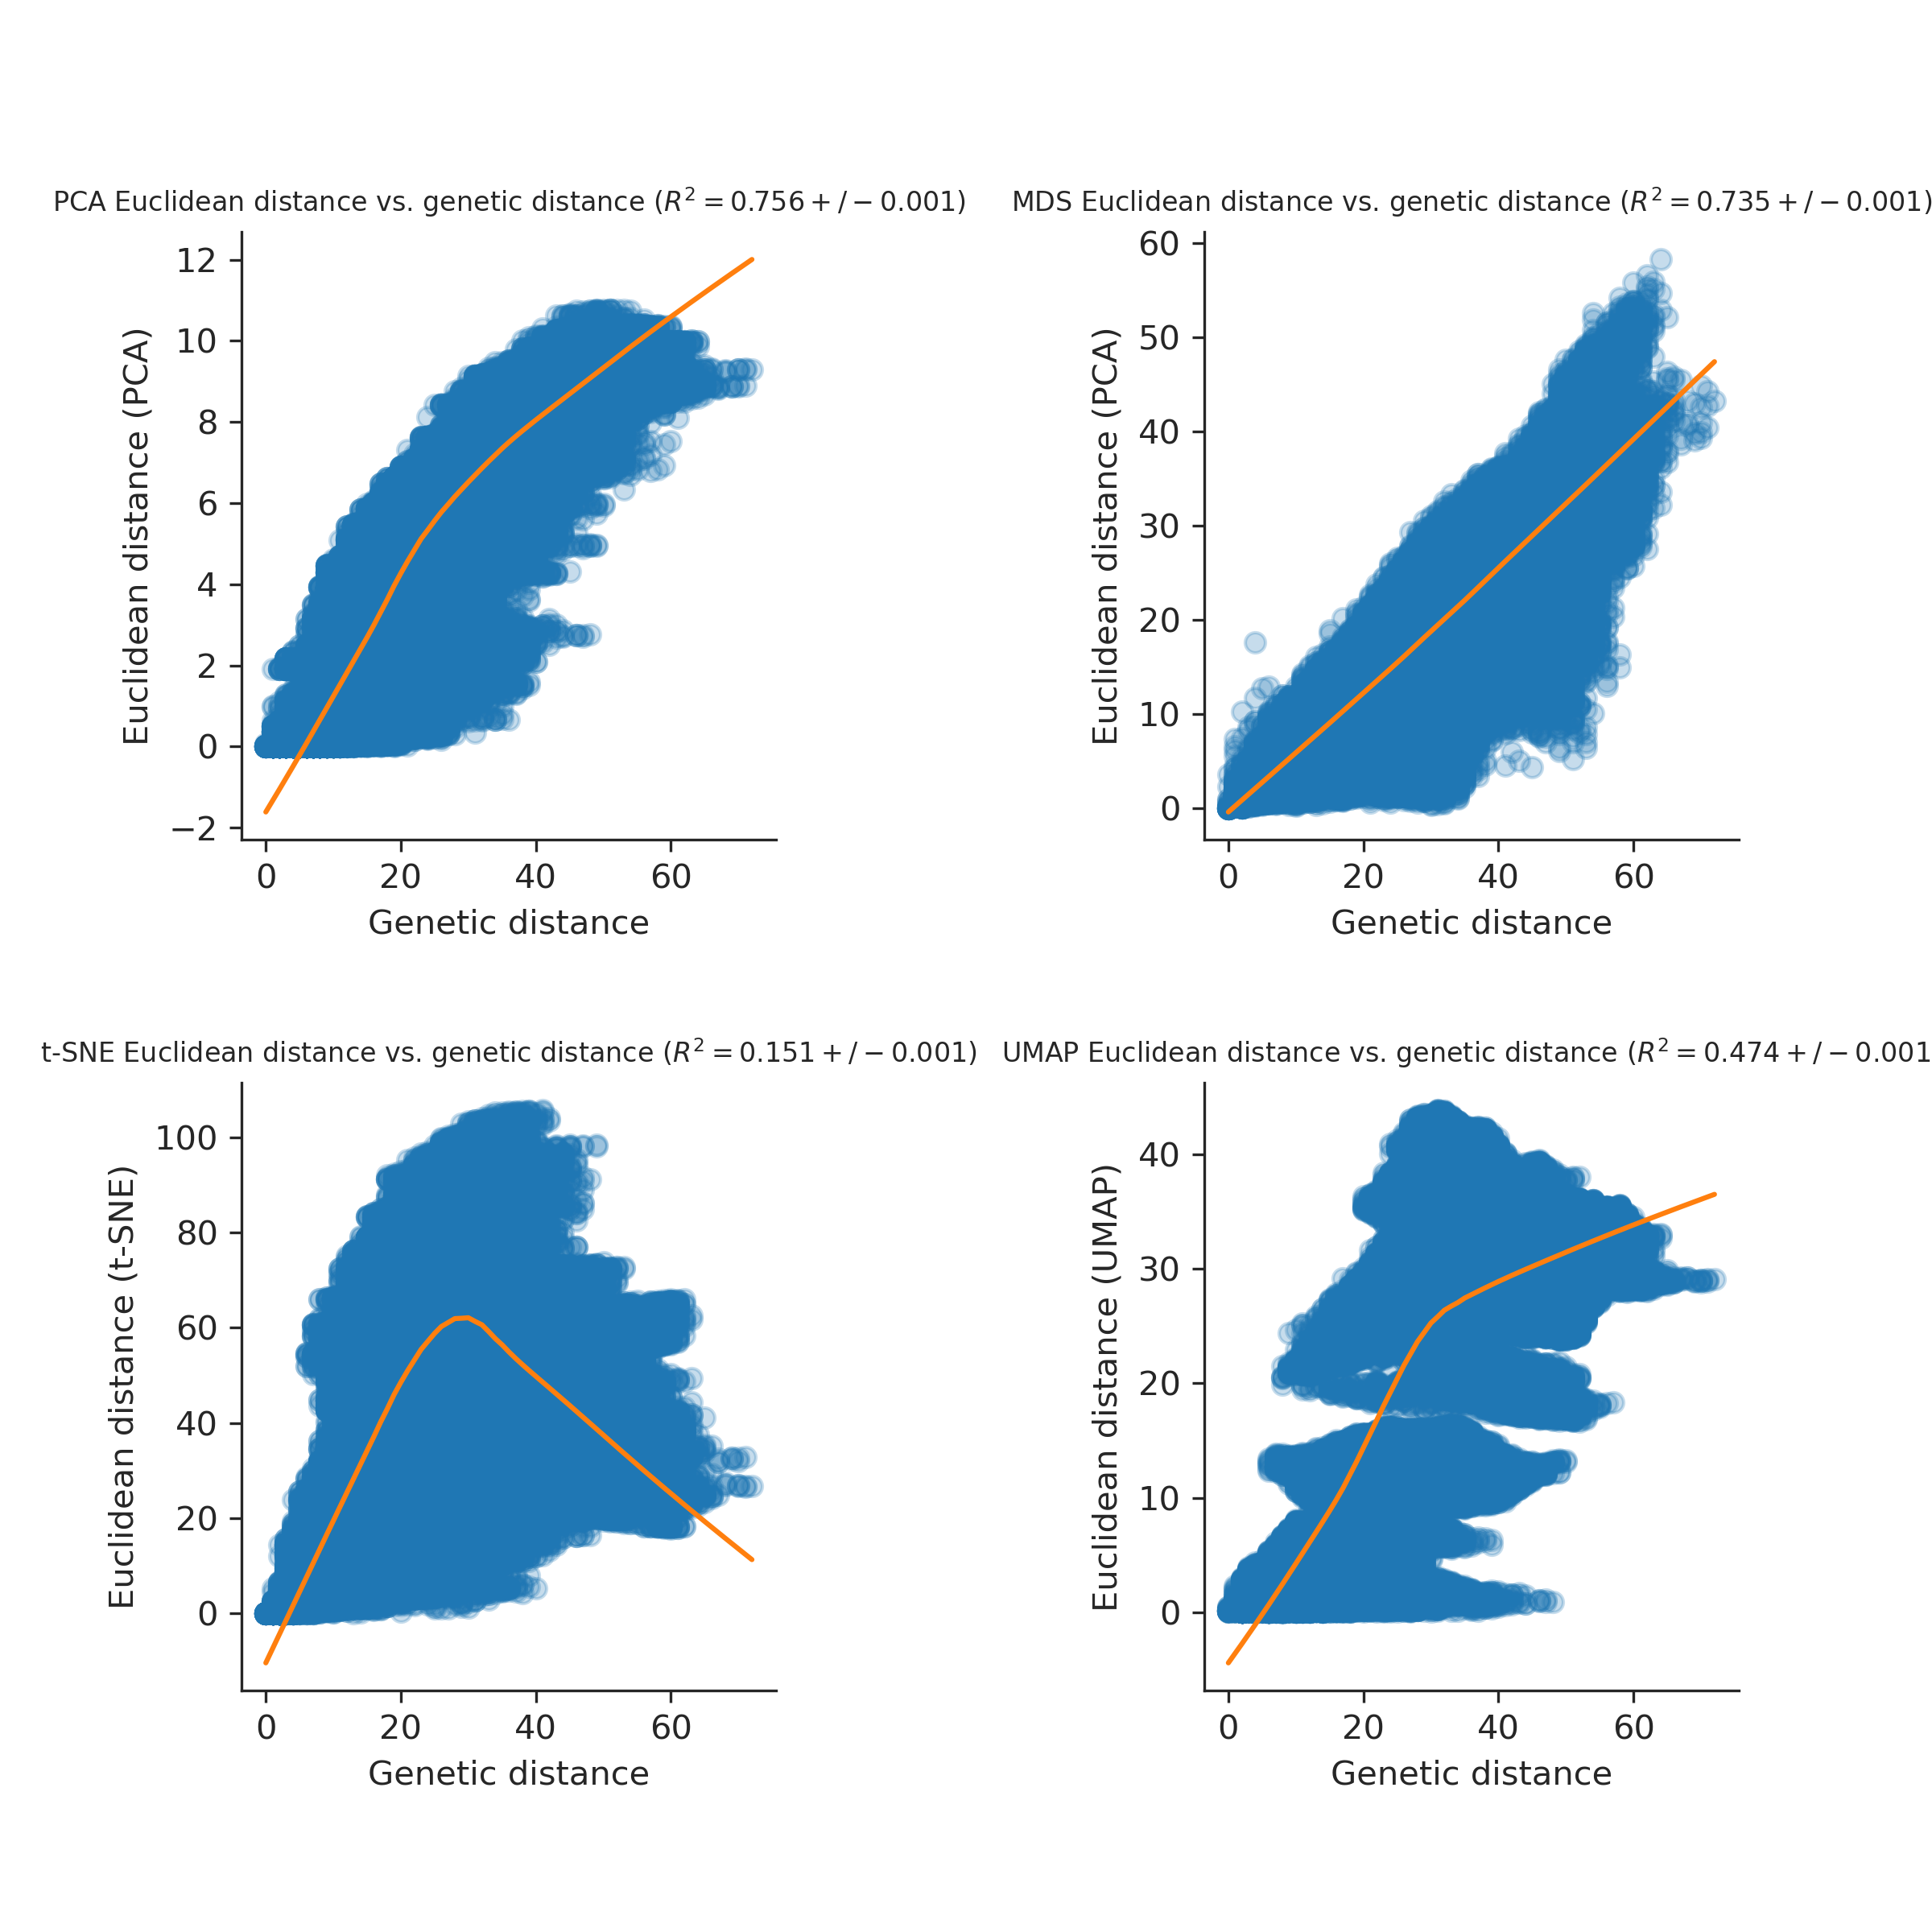 PCA Euclidean distance vs. genetic distance (R² = 0.756 + / − 0.001)
MDS Euclidean distance vs. genetic distance (R² = 0.735 + / − 0.001)
Euclidean distance (PCA)
12
10
8
6
4
2
0
−2
0 20 40 60
Genetic distance
Euclidean distance (PCA)
60
50
40
30
20
10
0
0 20 40 60
Genetic distance
t-SNE Euclidean distance vs. genetic distance (R² = 0.151 + / − 0.001)
UMAP Euclidean distance vs. genetic distance (R² = 0.474 + / − 0.001
Euclidean distance (t-SNE)
100
80
60
40
20
0
0 20 40 60
Genetic distance
Euclidean distance (UMAP)
40
30
20
10
0
0 20 40 60
Genetic distance